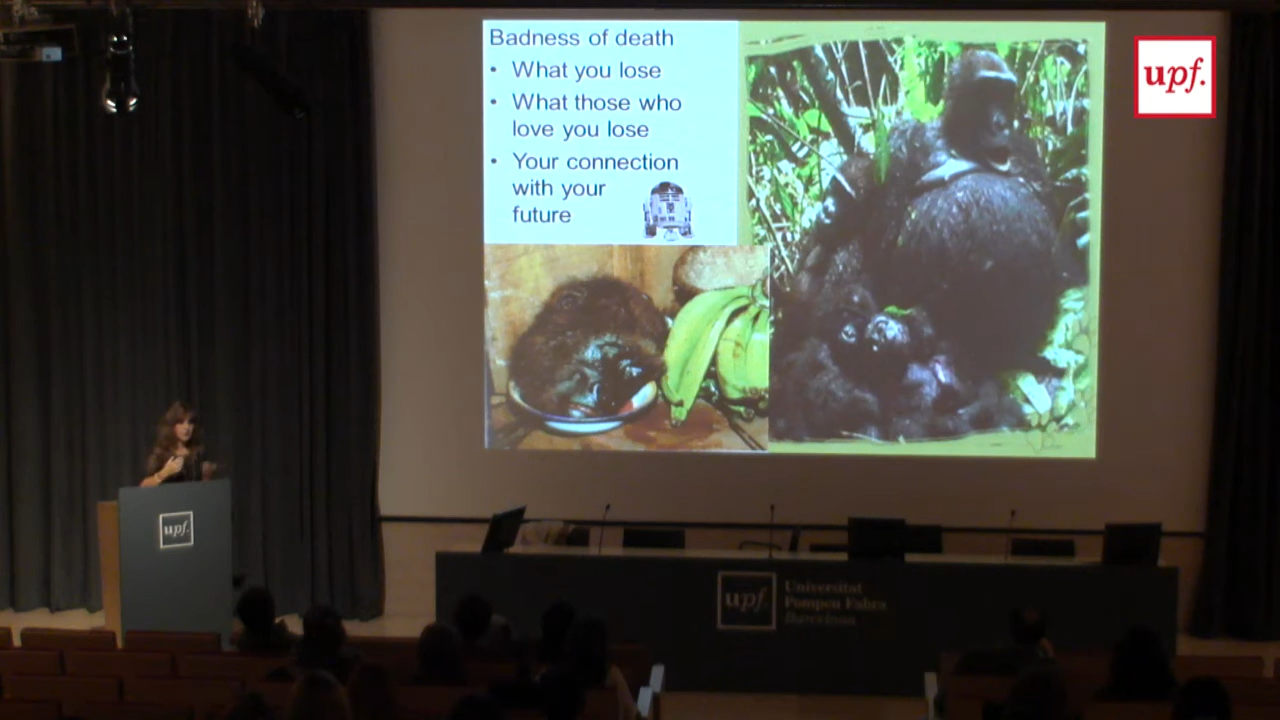 Badness of death
• What you lose
• What those who
love you lose
• Your connection
with your
future
upf.
upf.
upf.
Universitat
Pompeu Fabra
Barcelona